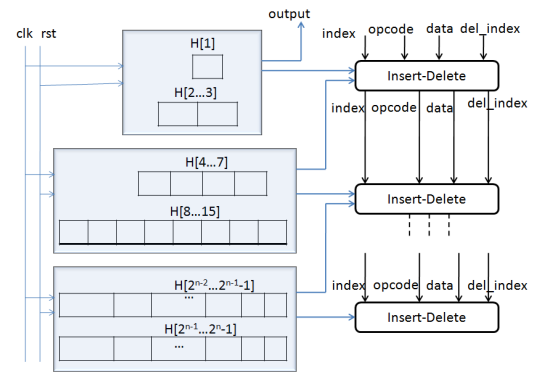 output
clk rst
index opcode data del_index
H[1]
Insert-Delete
H[2...3]
index opcode data del_index
H[4...7]
Insert-Delete
H[8...15]
H[2ⁿ⁻²...2ⁿ⁻¹-1]
index opcode data del_index
...
Insert-Delete
H[2ⁿ⁻¹...2ⁿ-1]
...